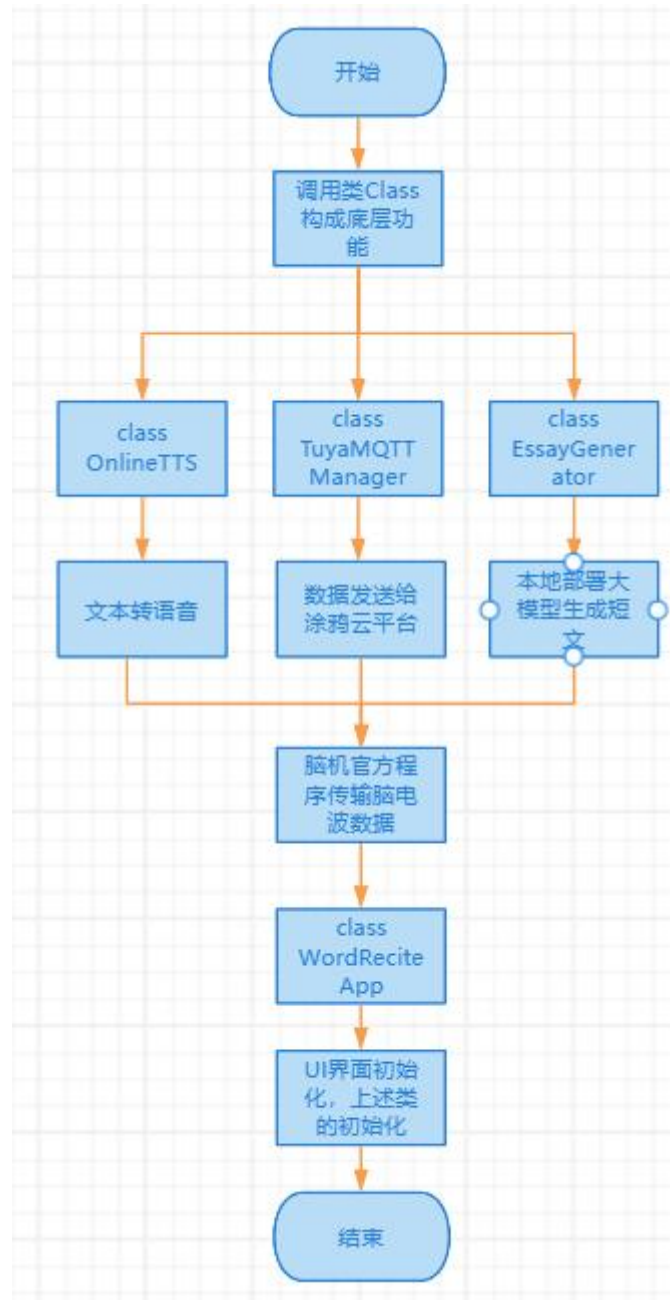 开始
调用类Class
构成底层功
能
class
OnlineTTS
class
TuyaMQTT
Manager
class
EssayGener
ator
文本转语音
数据发送给
涂鸦云平台
本地部署大
模型生成短
文
脑机官方程
序传输脑电
波数据
class
WordRecite
App
UI界面初始
化，上述类
的初始化
结束